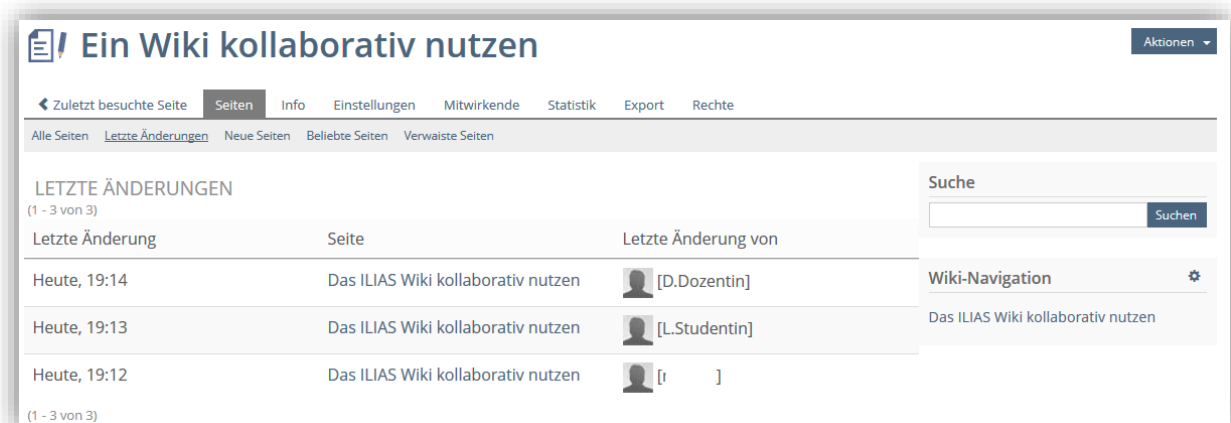 Ein Wiki kollaborativ nutzen
Aktionen
Zuletzt besuchte Seite Seiten Info Einstellungen Mitwirkende Statistik Export Rechte
Alle Seiten Letzte Änderungen Neue Seiten Beliebte Seiten Verwaiste Seiten
LETZTE ÄNDERUNGEN
(1 - 3 von 3)
Letzte Änderung Seite Letzte Änderung von
Heute, 19:14 Das ILIAS Wiki kollaborativ nutzen [D.Dozentin]
Heute, 19:13 Das ILIAS Wiki kollaborativ nutzen [L.Studentin]
Heute, 19:12 Das ILIAS Wiki kollaborativ nutzen [ ]
(1 - 3 von 3)
Suche
Suchen
Wiki-Navigation
Das ILIAS Wiki kollaborativ nutzen